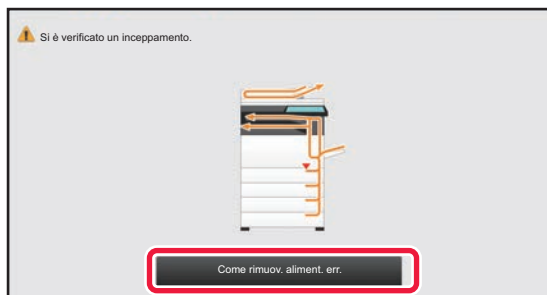 Si è verificato un inceppamento.
Come rimuov. aliment. err.